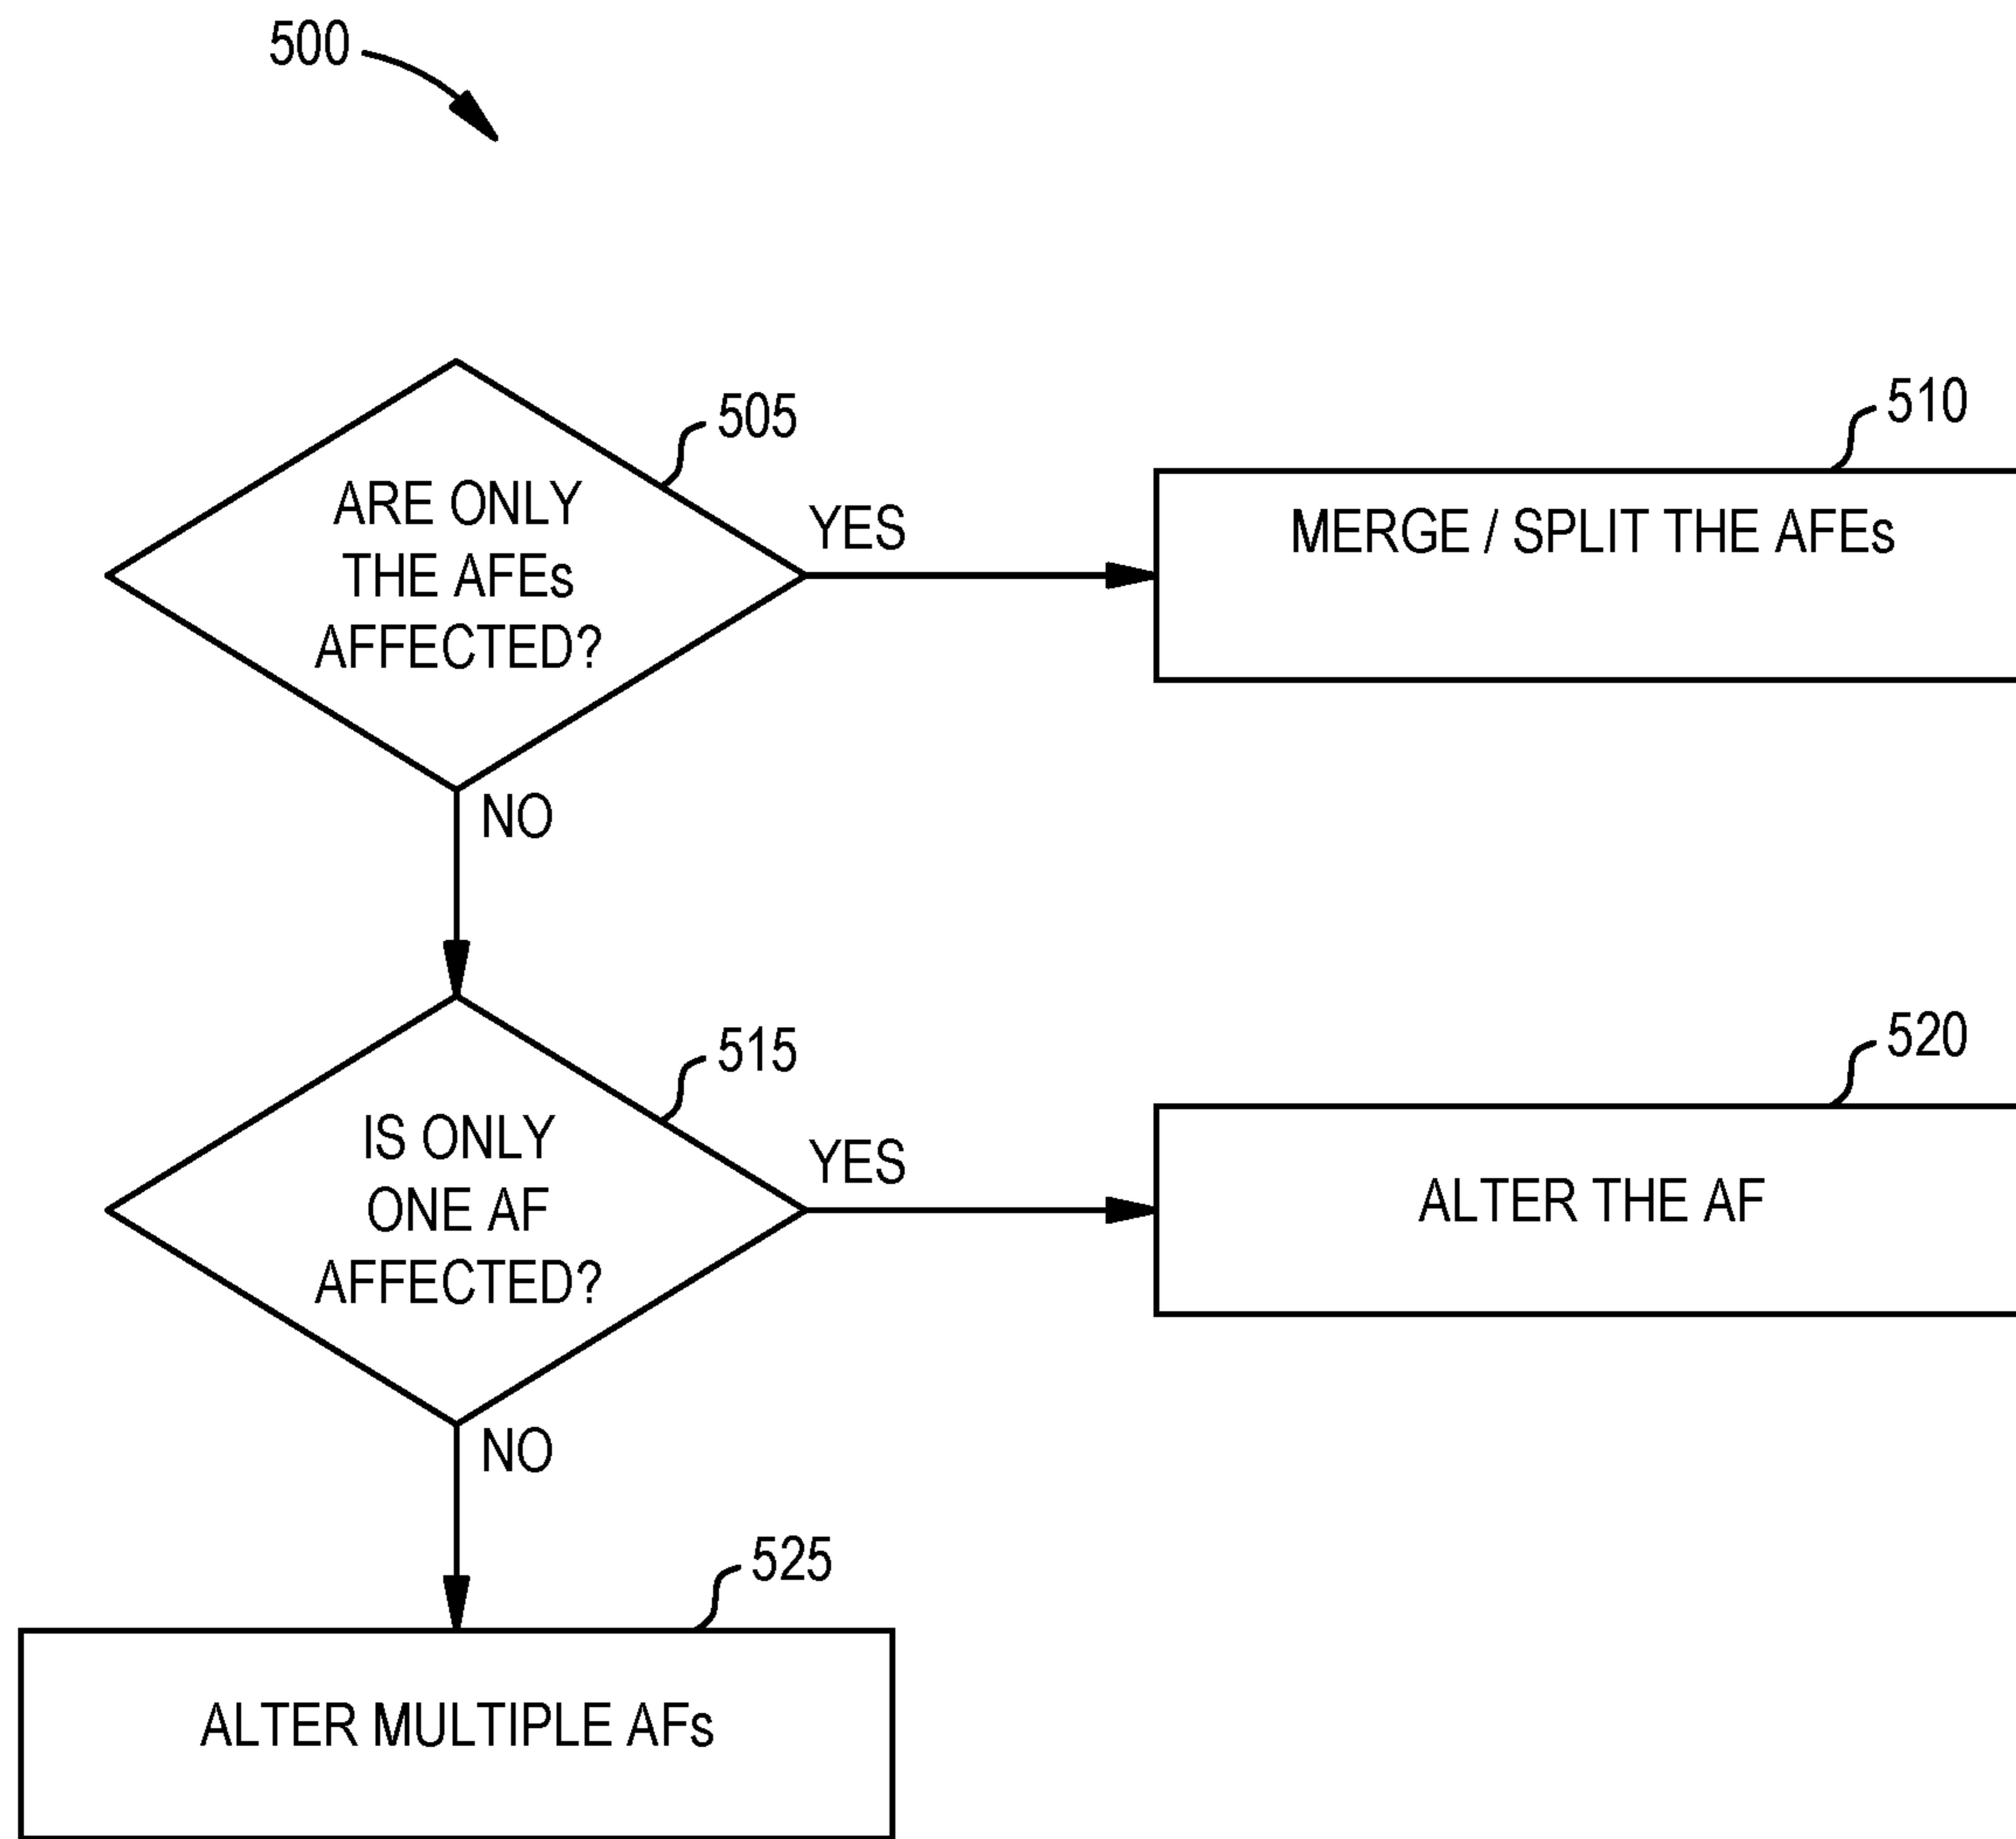 500
505
ARE ONLY
THE AFEs
AFFECTED?
YES
510
MERGE / SPLIT THE AFEs
NO
515
IS ONLY
ONE AF
AFFECTED?
YES
520
ALTER THE AF
NO
525
ALTER MULTIPLE AFs